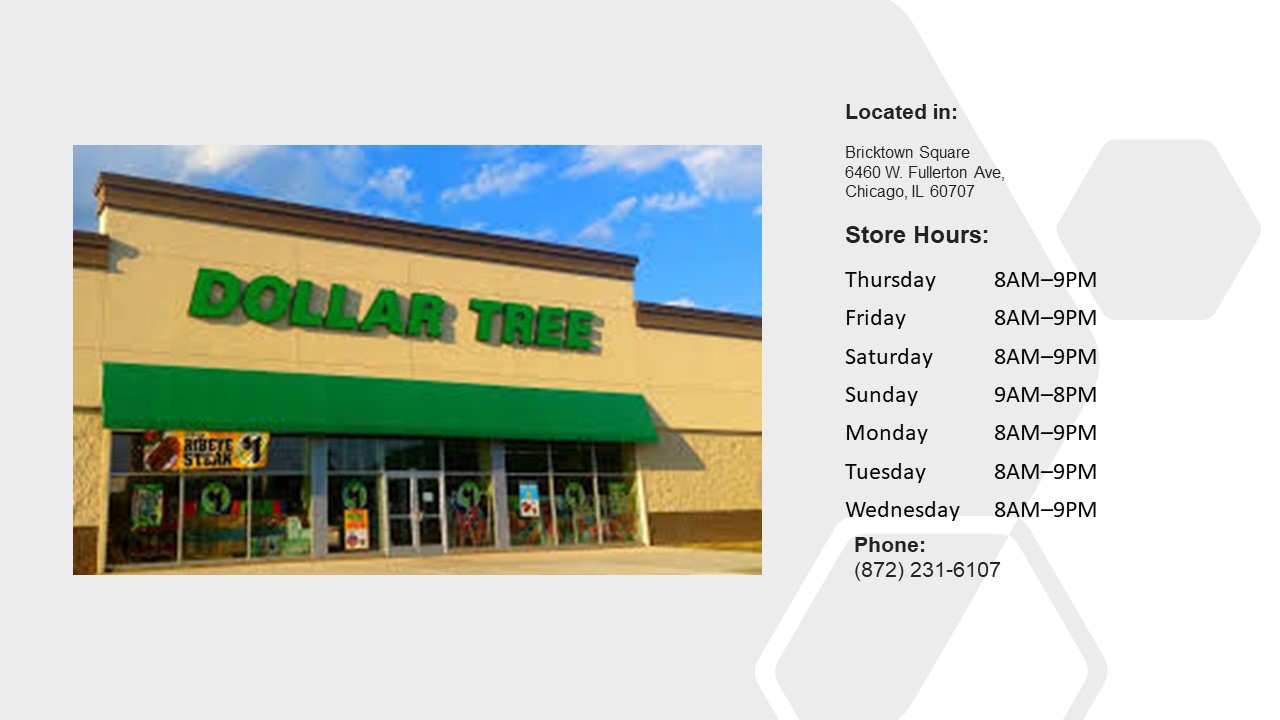 DOLLAR TREE
RIBEYE
STEAK $1
Located in:
Bricktown Square
6460 W. Fullerton Ave,
Chicago, IL 60707
Store Hours:
Thursday 8AM–9PM
Friday 8AM–9PM
Saturday 8AM–9PM
Sunday 9AM–8PM
Monday 8AM–9PM
Tuesday 8AM–9PM
Wednesday 8AM–9PM
Phone:
(872) 231-6107